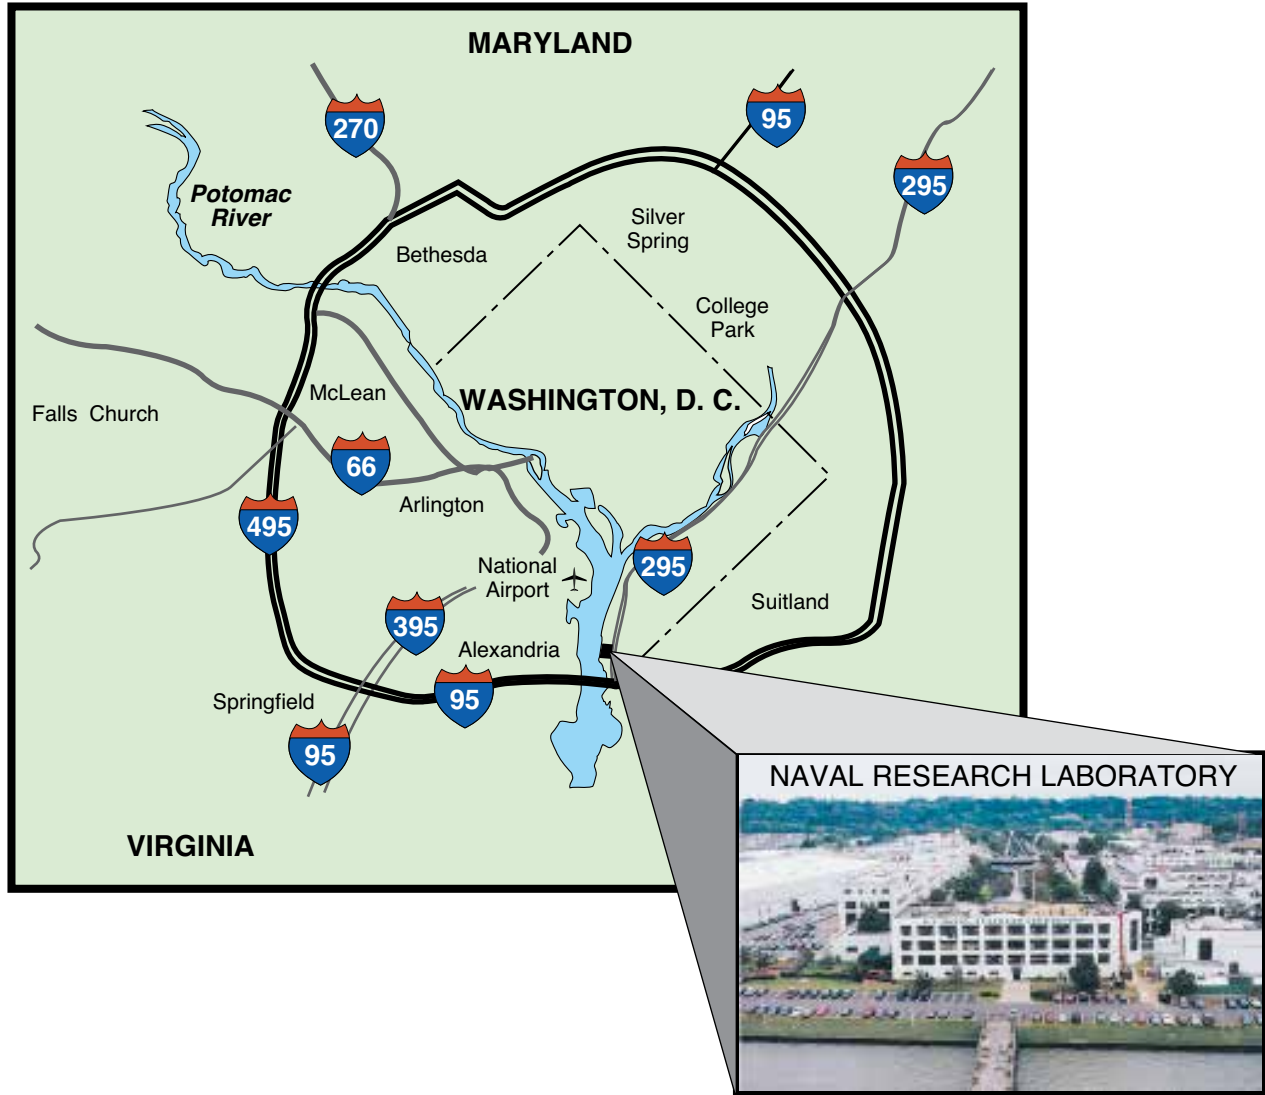 MARYLAND
270
95
295
Potomac
River
Silver
Spring
Bethesda
College
Park
McLean
WASHINGTON, D. C.
Falls Church
66
Arlington
495
National
Airport
295
Suitland
395
Alexandria
Springfield
95
95
VIRGINIA
NAVAL RESEARCH LABORATORY